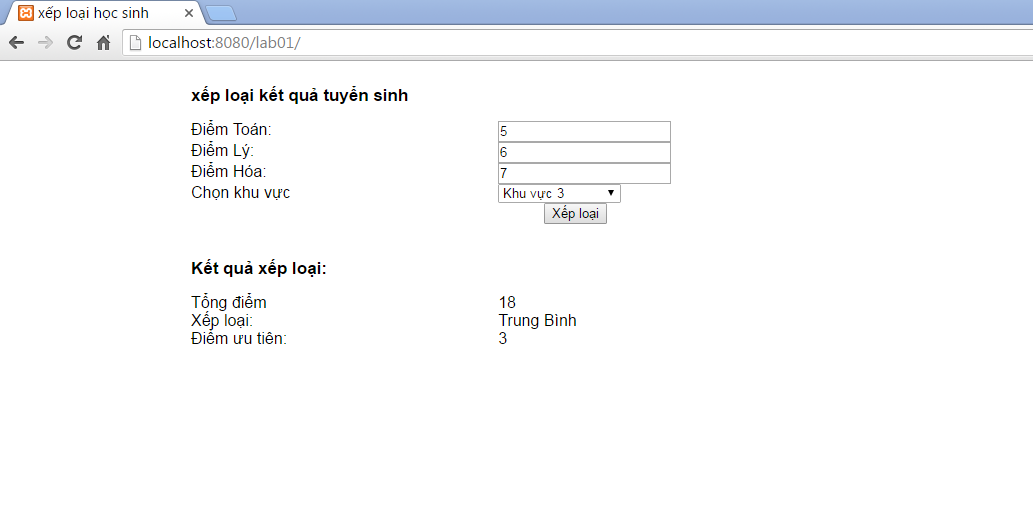 xếp loại học sinh
localhost:8080/lab01/
xếp loại kết quả tuyển sinh
Điểm Toán: 5
Điểm Lý: 6
Điểm Hóa: 7
Chọn khu vực Khu vực 3
Xếp loại
Kết quả xếp loại:
Tổng điểm 18
Xếp loại: Trung Bình
Điểm ưu tiên: 3